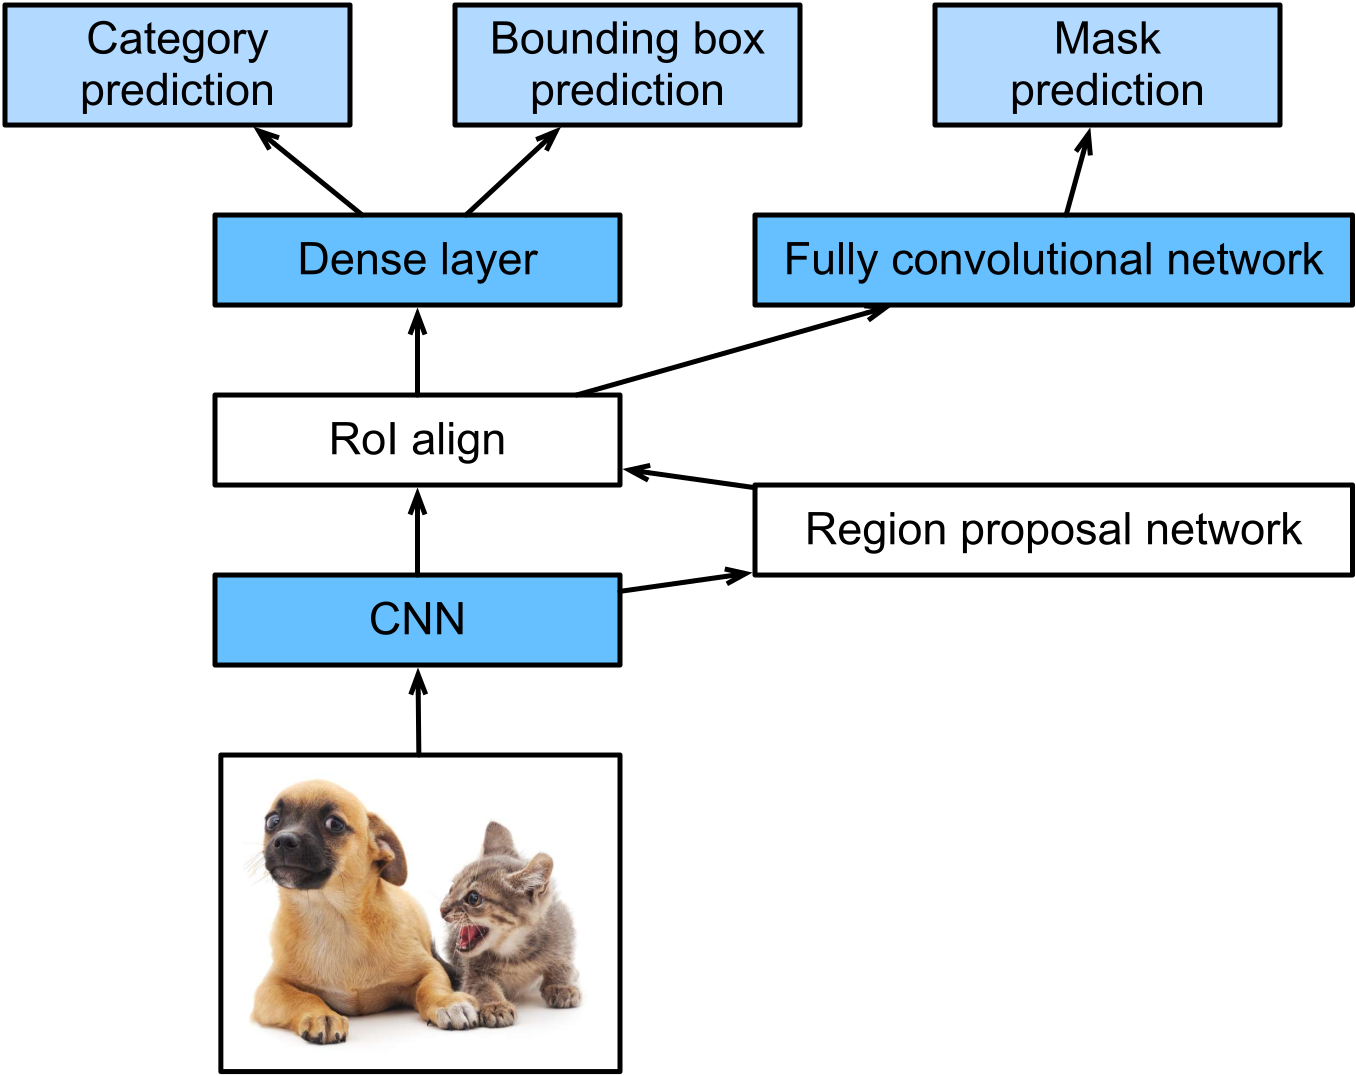 Category
prediction
Bounding box
prediction
Mask
prediction
Dense layer
Fully convolutional network
RoI align
Region proposal network
CNN